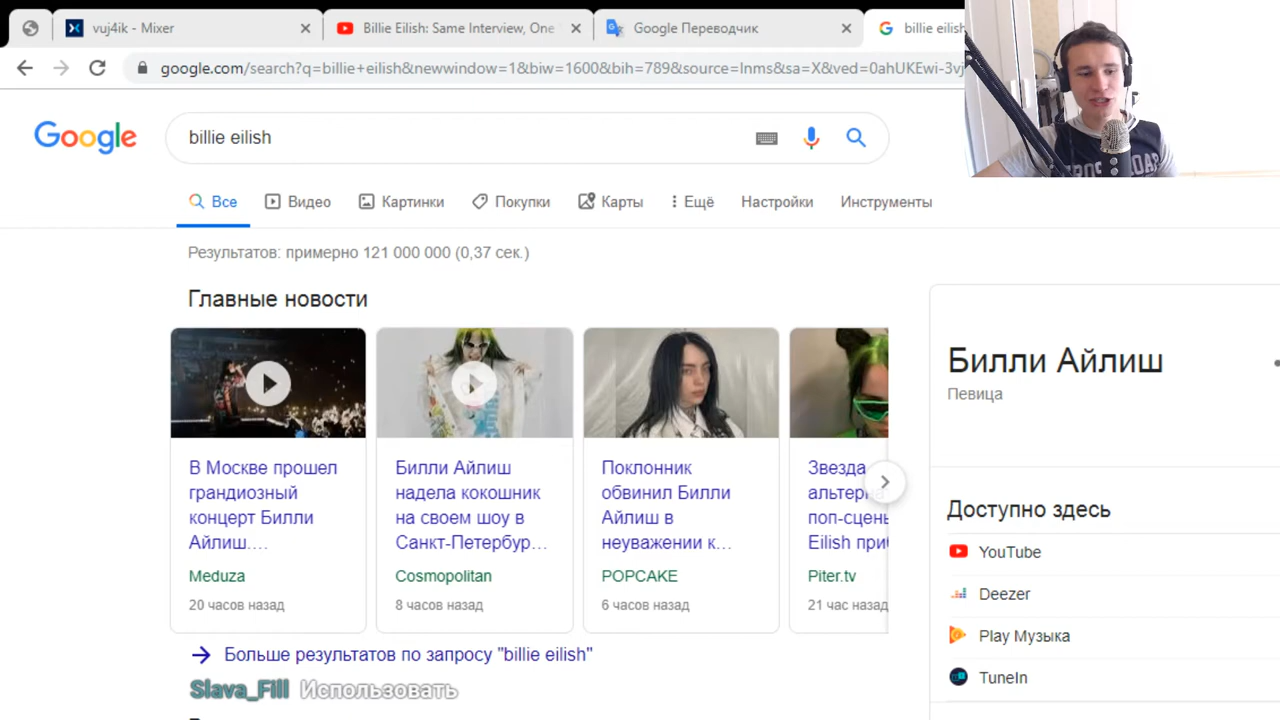 vuj4ik - Mixer
Billie Eilish: Same Interview, One
Google Переводчик
billie eilish
google.com/search?q=billie+eilish&newwindow=1&biw=1600&bih=789&source=lnms&sa=X&ved=0ahUKEwi-3vj
Google
billie eilish
Все
Видео
Картинки
Покупки
Карты
Ещё
Настройки
Инструменты
Результатов: примерно 121 000 000 (0,37 сек.)
Главные новости
В Москве прошел
грандиозный
концерт Билли
Айлиш....
Meduza
20 часов назад
Билли Айлиш
надела кокошник
на своем шоу в
Санкт-Петербур...
Cosmopolitan
8 часов назад
Поклонник
обвинил Билли
Айлиш в
неуважении к...
POPCAKE
6 часов назад
Звезда
альтерна
поп-сцень
Eilish при
Piter.tv
21 час назад
Больше результатов по запросу "billie eilish"
Slava_Fill Использовать
Билли Айлиш
Певица
Доступно здесь
YouTube
Deezer
Play Музыка
TuneIn